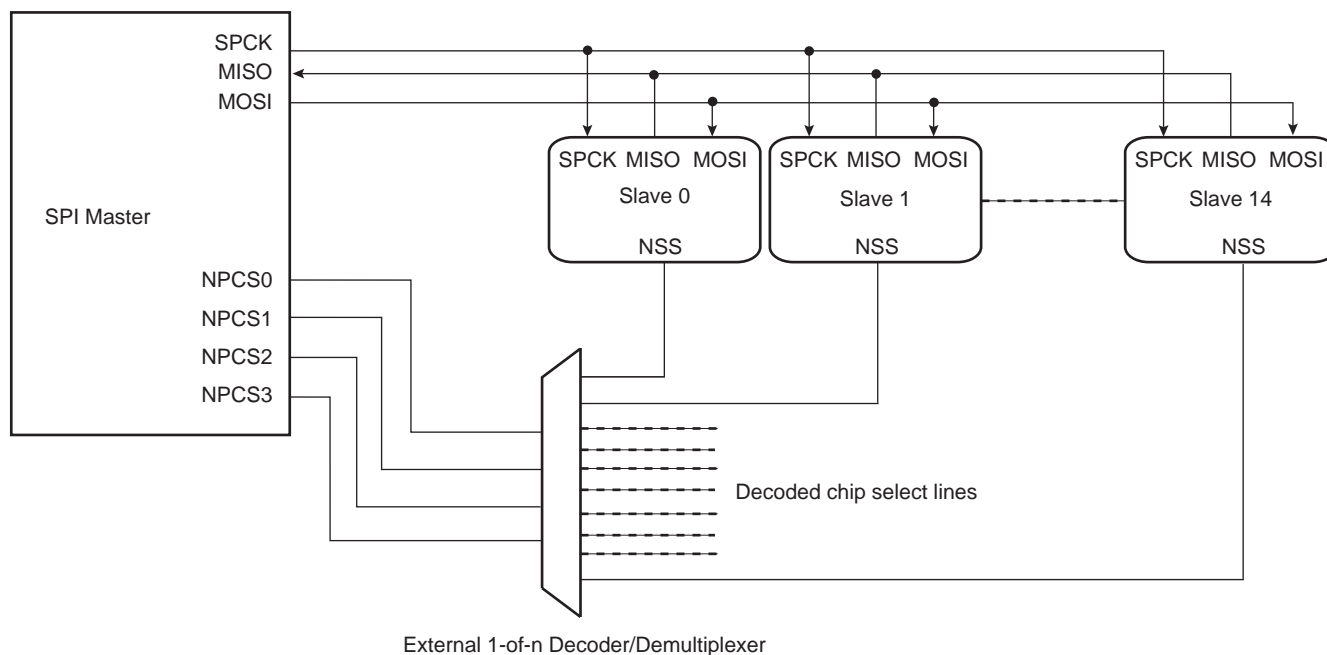 SPCK
MISO
MOSI
SPI Master
NPCS0
NPCS1
NPCS2
NPCS3
SPCK MISO MOSI
Slave 0
NSS
SPCK MISO MOSI
Slave 1
NSS
SPCK MISO MOSI
Slave 14
NSS
Decoded chip select lines
External 1-of-n Decoder/Demultiplexer